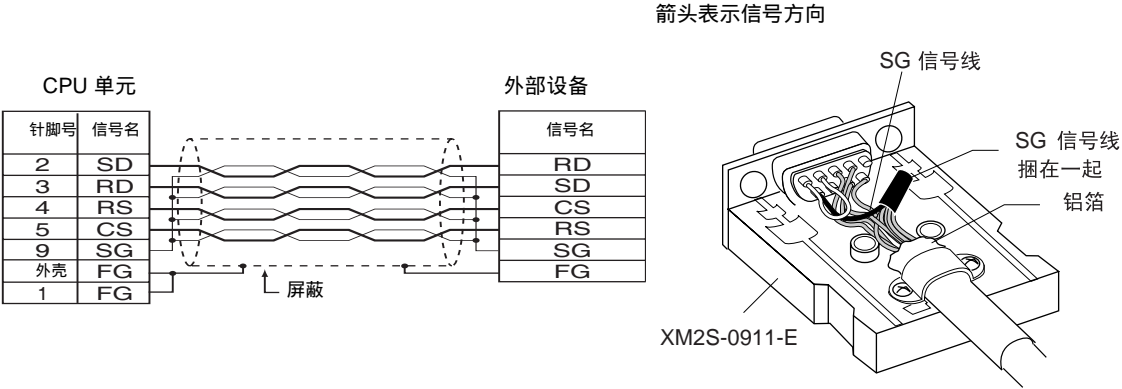 箭头表示信号方向
CPU 单元
外部设备
针脚号 信号名
信号名
2 SD
RD
3 RD
SD
4 RS
CS
5 CS
RS
9 SG
SG
外壳 FG
FG
1 FG
屏蔽
SG 信号线
SG 信号线
捆在一起
铝箔
XM2S-0911-E